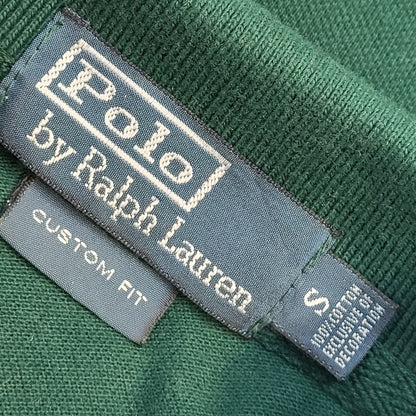 Polo
by Ralph Lauren
CUSTOM FIT
S
100% COTTON
EXCLUSIVE OF
DECORATION